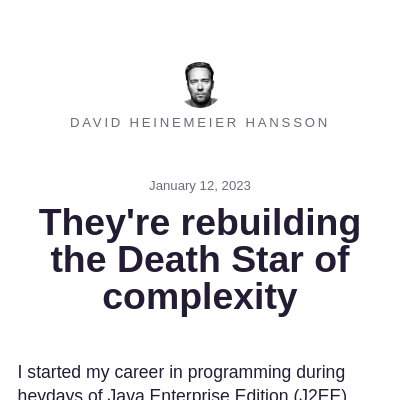 DAVID HEINEMEIER HANSSON
January 12, 2023
They're rebuilding
the Death Star of
complexity
I started my career in programming during
heydays of Java Enterprise Edition (J2EE)